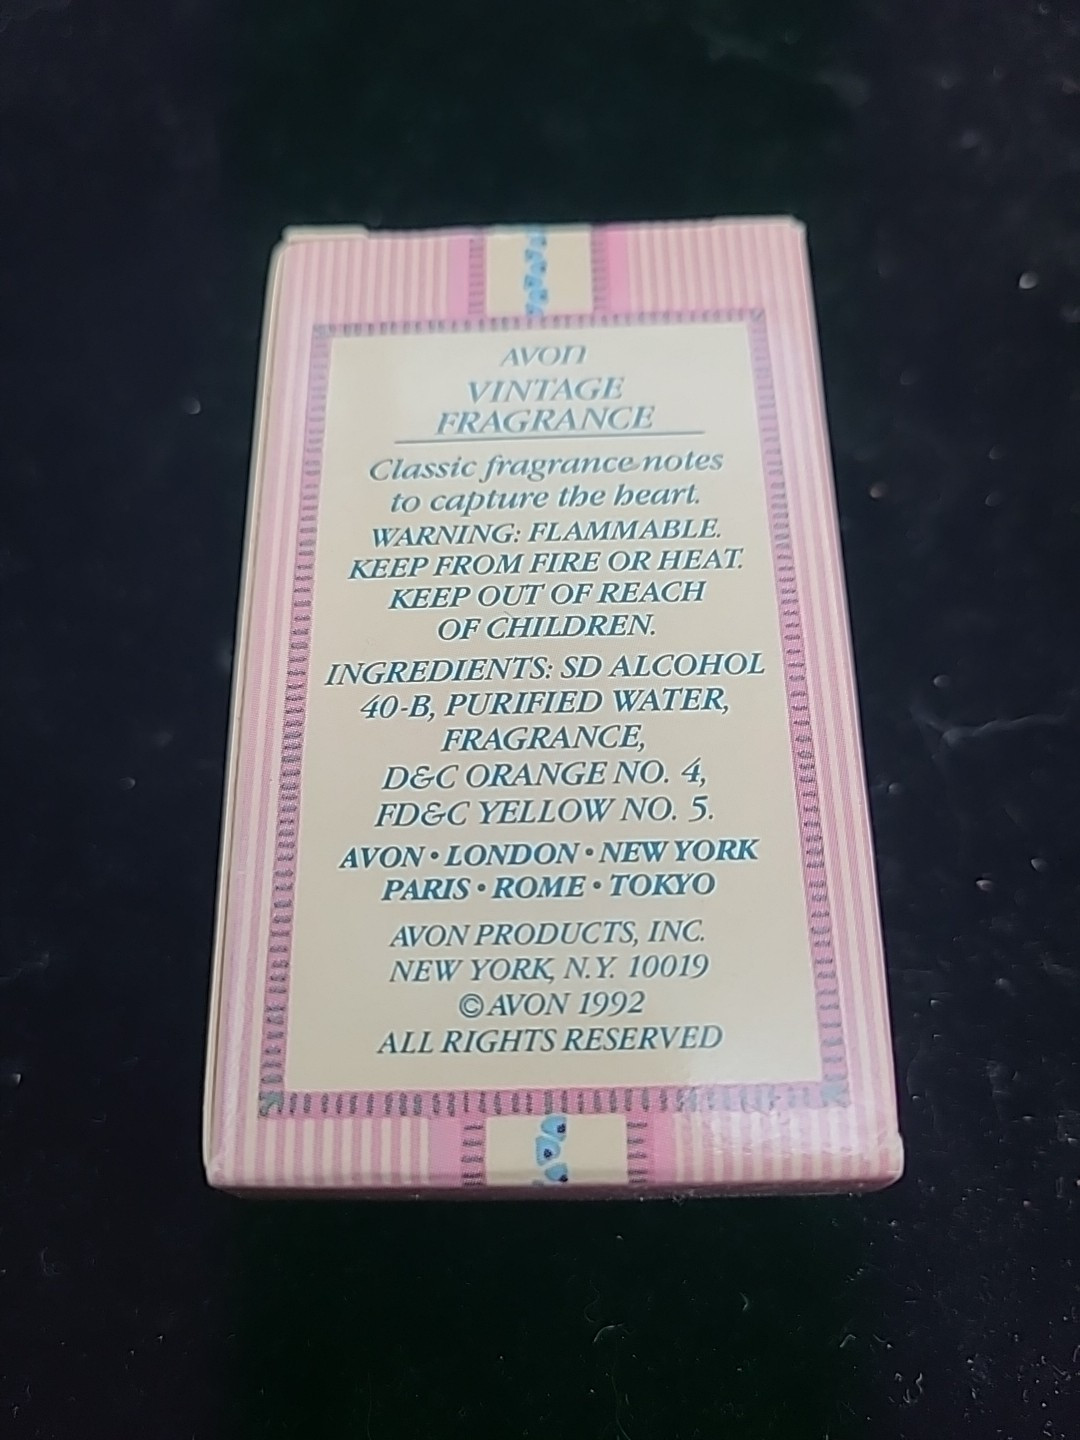 AVON
VINTAGE
FRAGRANCE
Classic fragrance notes
to capture the heart.
WARNING: FLAMMABLE.
KEEP FROM FIRE OR HEAT.
KEEP OUT OF REACH
OF CHILDREN.
INGREDIENTS: SD ALCOHOL
40-B, PURIFIED WATER,
FRAGRANCE,
D&C ORANGE NO. 4,
FD&C YELLOW NO. 5.
AVON • LONDON • NEW YORK
PARIS • ROME • TOKYO
AVON PRODUCTS, INC.
NEW YORK, N.Y. 10019
© AVON 1992
ALL RIGHTS RESERVED